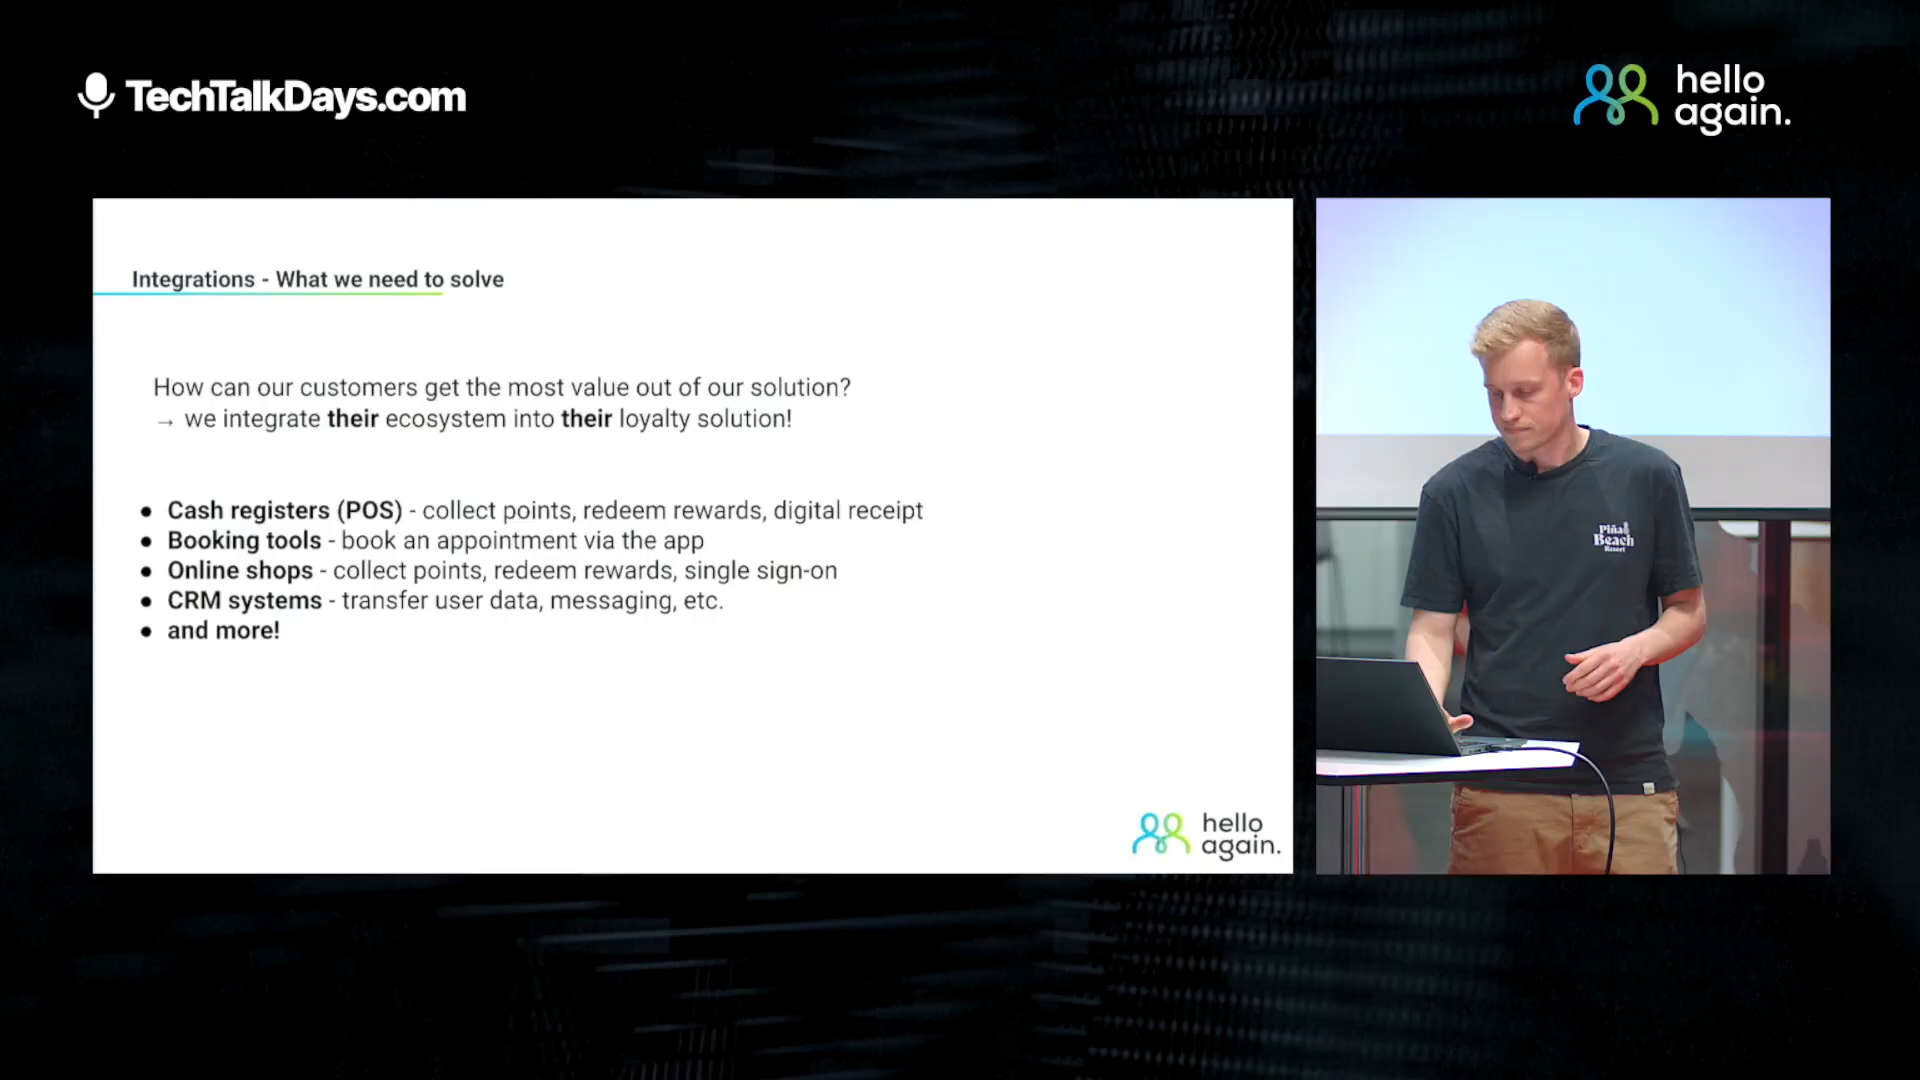 TechTalkDays.com
hello
again.
Integrations - What we need to solve
How can our customers get the most value out of our solution?
→ we integrate their ecosystem into their loyalty solution!
● Cash registers (POS) - collect points, redeem rewards, digital receipt
● Booking tools - book an appointment via the app
● Online shops - collect points, redeem rewards, single sign-on
● CRM systems - transfer user data, messaging, etc.
● and more!
hello
again.
Piña
Beach
Resort